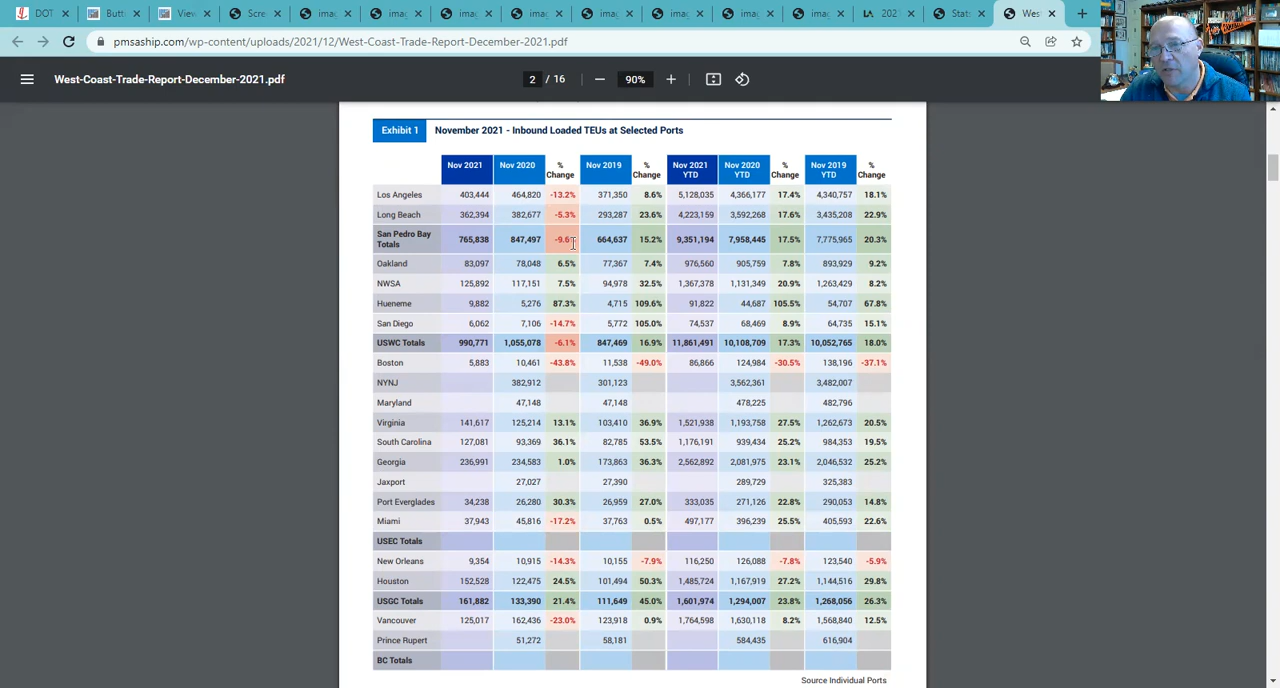 DOT
Butt
View
Scre
imag
imag
imag
imag
imag
imag
imag
imag
LA 202
Stati
Wes
pmsaship.com/wp-content/uploads/2021/12/West-Coast-Trade-Report-December-2021.pdf
West-Coast-Trade-Report-December-2021.pdf 2 / 16 90%
Exhibit 1 November 2021 - Inbound Loaded TEUs at Selected Ports
Nov 2021 Nov 2020 % Change Nov 2019 % Change Nov 2021 YTD Nov 2020 YTD % Change Nov 2019 YTD % Change
Los Angeles 403,444 464,820 -13.2% 371,350 8.6% 5,128,035 4,366,177 17.4% 4,340,757 18.1%
Long Beach 362,394 382,677 -5.3% 293,287 23.6% 4,223,159 3,592,268 17.6% 3,435,208 22.9%
San Pedro Bay Totals 765,838 847,497 -9.6% 664,637 15.2% 9,351,194 7,958,445 17.5% 7,775,965 20.3%
Oakland 83,097 78,048 6.5% 77,367 7.4% 976,560 905,759 7.8% 893,929 9.2%
NWSA 125,892 117,151 7.5% 94,978 32.5% 1,367,378 1,131,349 20.9% 1,263,429 8.2%
Hueneme 9,882 5,276 87.3% 4,715 109.6% 91,822 44,687 105.5% 54,707 67.8%
San Diego 6,062 7,106 -14.7% 5,772 105.0% 74,537 68,469 8.9% 64,735 15.1%
USWC Totals 990,771 1,055,078 -6.1% 847,469 16.9% 11,861,491 10,108,709 17.3% 10,052,765 18.0%
Boston 5,883 10,461 -43.8% 11,538 -49.0% 86,866 124,984 -30.5% 138,196 -37.1%
NYNJ 382,912 301,123 3,562,361 3,482,007
Maryland 47,148 47,148 478,225 482,796
Virginia 141,617 125,214 13.1% 103,410 36.9% 1,521,938 1,193,758 27.5% 1,262,673 20.5%
South Carolina 127,081 93,369 36.1% 82,785 53.5% 1,176,191 939,434 25.2% 984,353 19.5%
Georgia 236,991 234,583 1.0% 173,863 36.3% 2,562,892 2,081,975 23.1% 2,046,532 25.2%
Jaxport 27,027 27,390 289,729 325,383
Port Everglades 34,238 26,280 30.3% 26,959 27.0% 333,035 271,126 22.8% 290,053 14.8%
Miami 37,943 45,816 -17.2% 37,763 0.5% 497,177 396,239 25.5% 405,593 22.6%
USEC Totals
New Orleans 9,354 10,915 -14.3% 10,155 -7.9% 116,250 126,088 -7.8% 123,540 -5.9%
Houston 152,528 122,475 24.5% 101,494 50.3% 1,485,724 1,167,919 27.2% 1,144,516 29.8%
USGC Totals 161,882 133,390 21.4% 111,649 45.0% 1,601,974 1,294,007 23.8% 1,268,056 26.3%
Vancouver 125,017 162,436 -23.0% 123,918 0.9% 1,764,598 1,630,118 8.2% 1,568,840 12.5%
Prince Rupert 51,272 58,181 584,435 616,904
BC Totals
Source Individual Ports